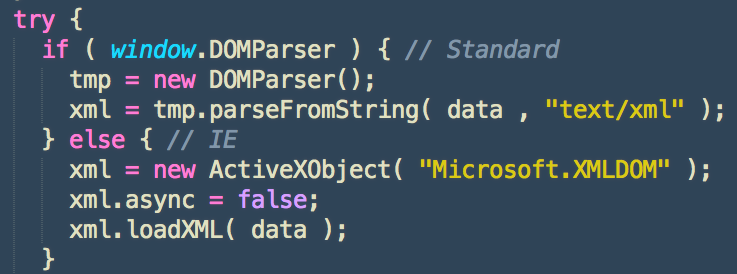 try {
  if ( window.DOMParser ) { // Standard
    tmp = new DOMParser();
    xml = tmp.parseFromString( data , "text/xml" );
  } else { // IE
    xml = new ActiveXObject( "Microsoft.XMLDOM" );
    xml.async = false;
    xml.loadXML( data );
  }